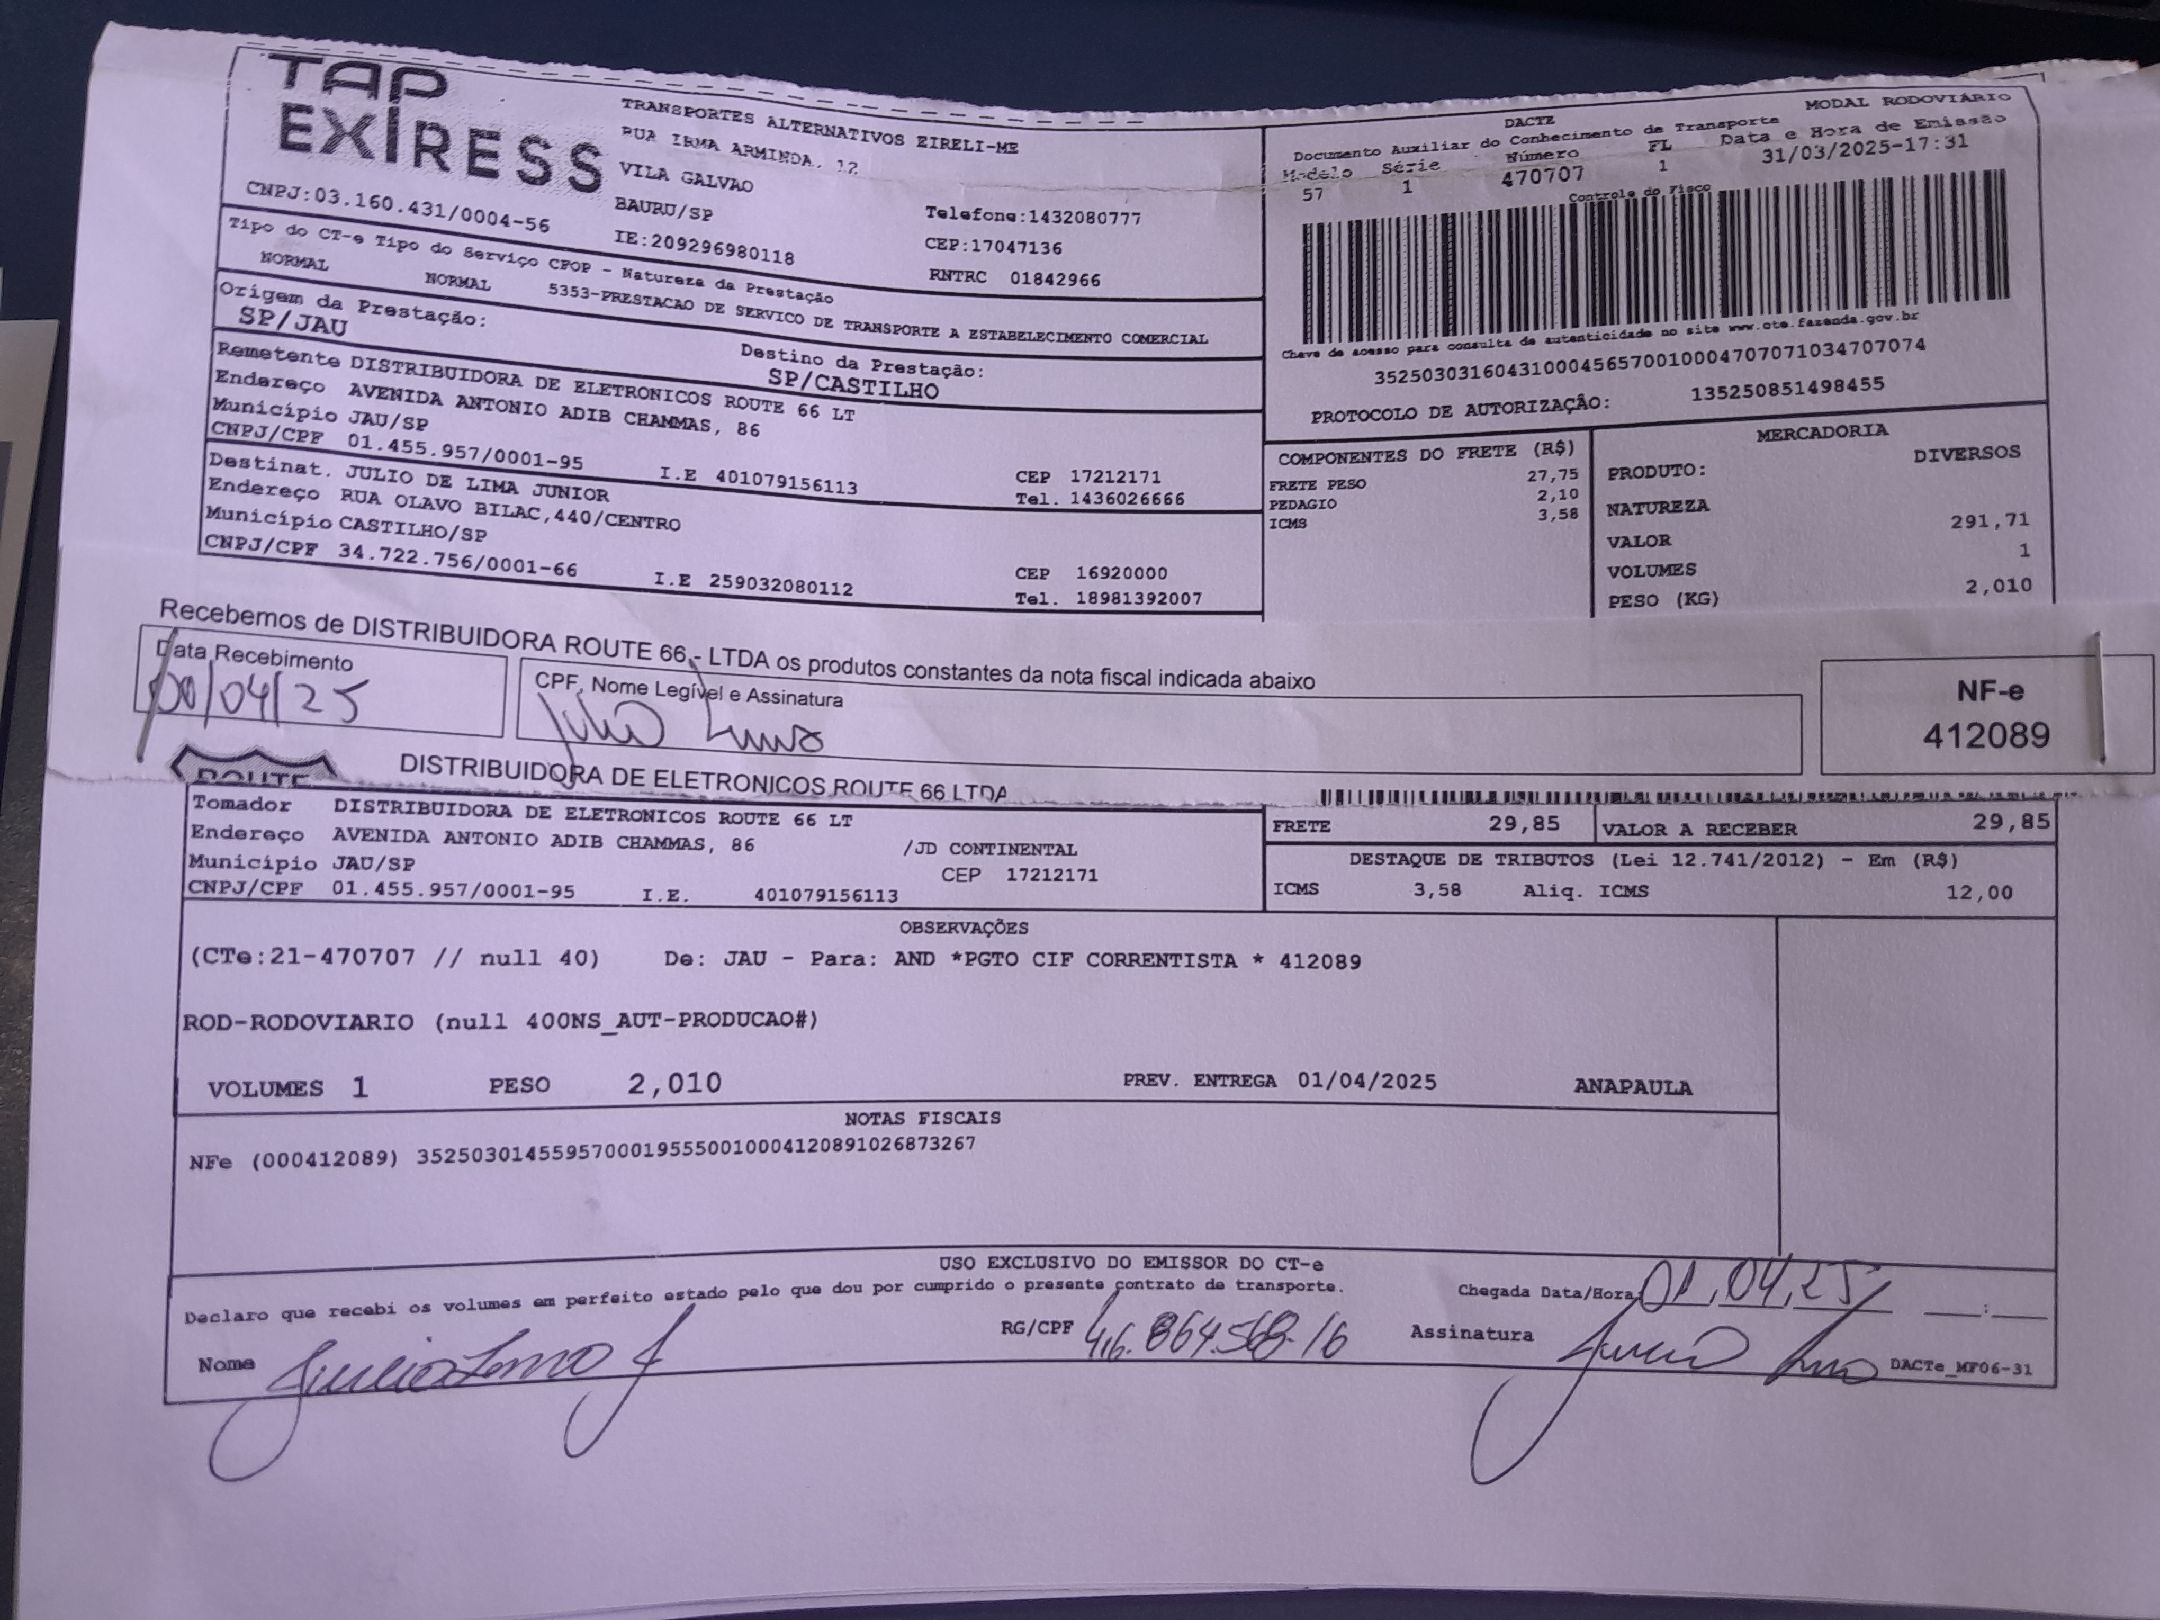 TAP
EXPRESS
TRANSPORTES ALTERNATIVOS EIRELI-ME
RUA IRMA ARMINDA, 12
VILA GALVAO
BAURU/SP
Telefone:1432080777
CNPJ:03.160.431/0004-56
IE:209296980118
CEP:17047136
RNTRC 01842966
Tipo do CT-e Tipo do Serviço CFOP - Natureza da Prestação
NORMAL NORMAL 5353-PRESTACAO DE SERVICO DE TRANSPORTE A ESTABELECIMENTO COMERCIAL
Origem da Prestação:
SP/JAU
Destino da Prestação:
SP/CASTILHO
DACTE
MODAL RODOVIÁRIO
Documento Auxiliar do Conhecimento de Transporte
Modelo Série Número FL Data e Hora de Emissão
57 1 470707 1 31/03/2025-17:31
Controle do Fisco
Chave de acesso para consulta de autenticidade no site www.cte.fazenda.gov.br
35250303160431000456570010004707071034707074
PROTOCOLO DE AUTORIZAÇÂO: 135250851498455
Remetente DISTRIBUIDORA DE ELETRONICOS ROUTE 66 LT
Endereço AVENIDA ANTONIO ADIB CHAMMAS, 86
Município JAU/SP
CNPJ/CPF 01.455.957/0001-95 I.E 401079156113
CEP 17212171
Tel. 1436026666
Destinat. JULIO DE LIMA JUNIOR
Endereço RUA OLAVO BILAC,440/CENTRO
Município CASTILHO/SP
CNPJ/CPF 34.722.756/0001-66 I.E 259032080112
CEP 16920000
Tel. 18981392007
COMPONENTES DO FRETE (R$)
FRETE PESO 27,75
PEDAGIO 2,10
ICMS 3,58
MERCADORIA
PRODUTO: DIVERSOS
NATUREZA
VALOR 291,71
VOLUMES 1
PESO (KG) 2,010
Recebemos de DISTRIBUIDORA ROUTE 66 - LTDA os produtos constantes da nota fiscal indicada abaixo
Data Recebimento
/04/25
CPF, Nome Legível e Assinatura
Julio Lima
NF-e
412089
ROUTE
DISTRIBUIDORA DE ELETRONICOS ROUTE 66 LTDA
Tomador DISTRIBUIDORA DE ELETRONICOS ROUTE 66 LT
Endereço AVENIDA ANTONIO ADIB CHAMMAS, 86 /JD CONTINENTAL
Município JAU/SP CEP 17212171
CNPJ/CPF 01.455.957/0001-95 I.E. 401079156113
FRETE 29,85 VALOR A RECEBER 29,85
DESTAQUE DE TRIBUTOS (Lei 12.741/2012) - Em (R$)
ICMS 3,58 Aliq. ICMS 12,00
OBSERVAÇÕES
(CTe:21-470707 // null 40) De: JAU - Para: AND *PGTO CIF CORRENTISTA * 412089
ROD-RODOVIARIO (null 400NS_AUT-PRODUCAO#)
VOLUMES 1 PESO 2,010 PREV. ENTREGA 01/04/2025 ANAPAULA
NOTAS FISCAIS
NFe (000412089) 35250301455957000195550010004120891026873267
USO EXCLUSIVO DO EMISSOR DO CT-e
Declaro que recebi os volumes em perfeito estado pelo que dou por cumprido o presente contrato de transporte.
Chegada Data/Hora 01,04,25 __:__
Nome Julio Lima J
RG/CPF 416.864.568-16
Assinatura Julio Lima
DACTe_MF06-31